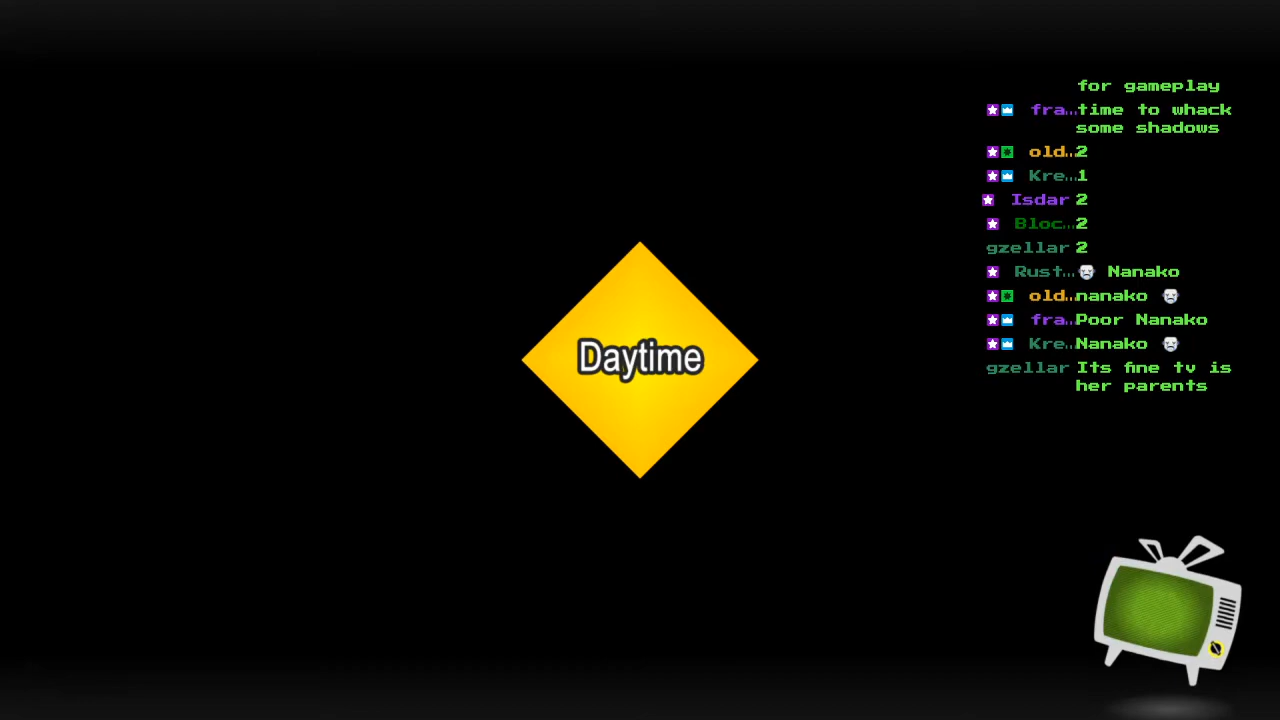 for gameplay
fra...time to whack
some shadows
old...2
Kre...1
Isdar 2
Bloc...2
gzellar 2
Rust... Nanako
old...nanako
fra...Poor Nanako
Kre...Nanako
gzellar Its fine tv is
her parents
Daytime